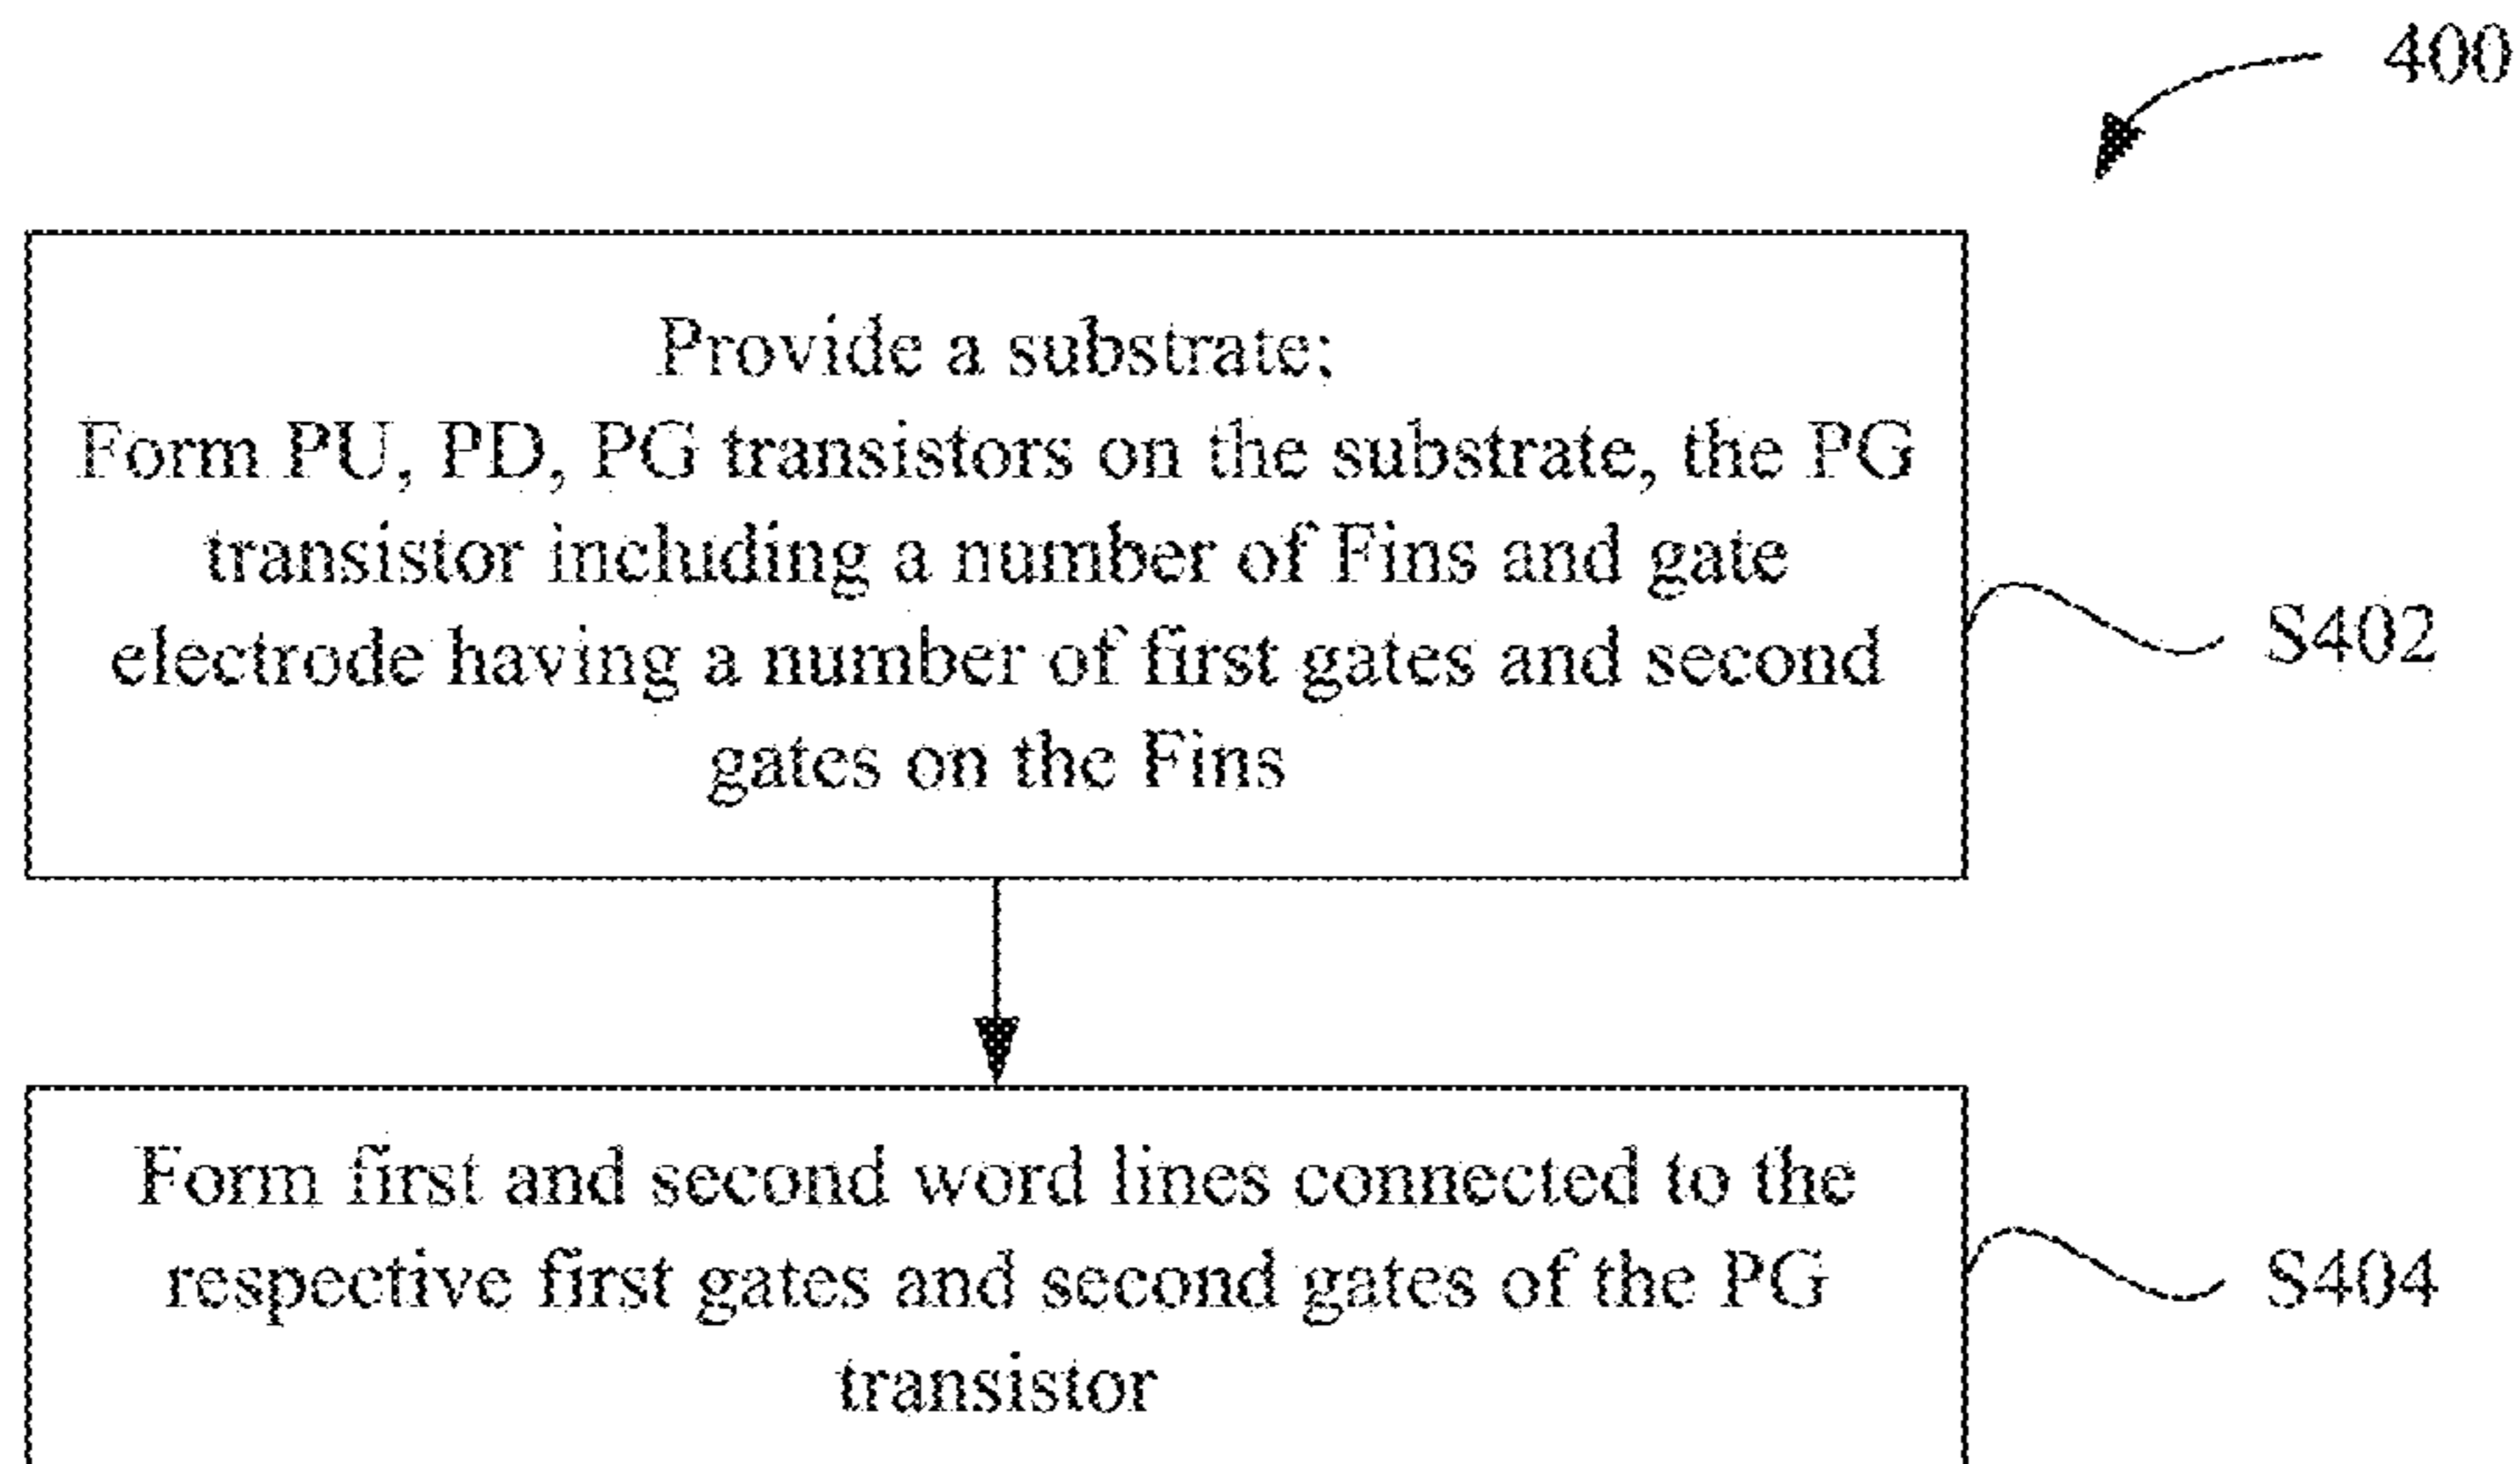 400
Provide a substrate;
Form PU, PD, PG transistors on the substrate, the PG
transistor including a number of Fins and gate
electrode having a number of first gates and second
gates on the Fins
S402
Form first and second word lines connected to the
respective first gates and second gates of the PG
transistor
S404